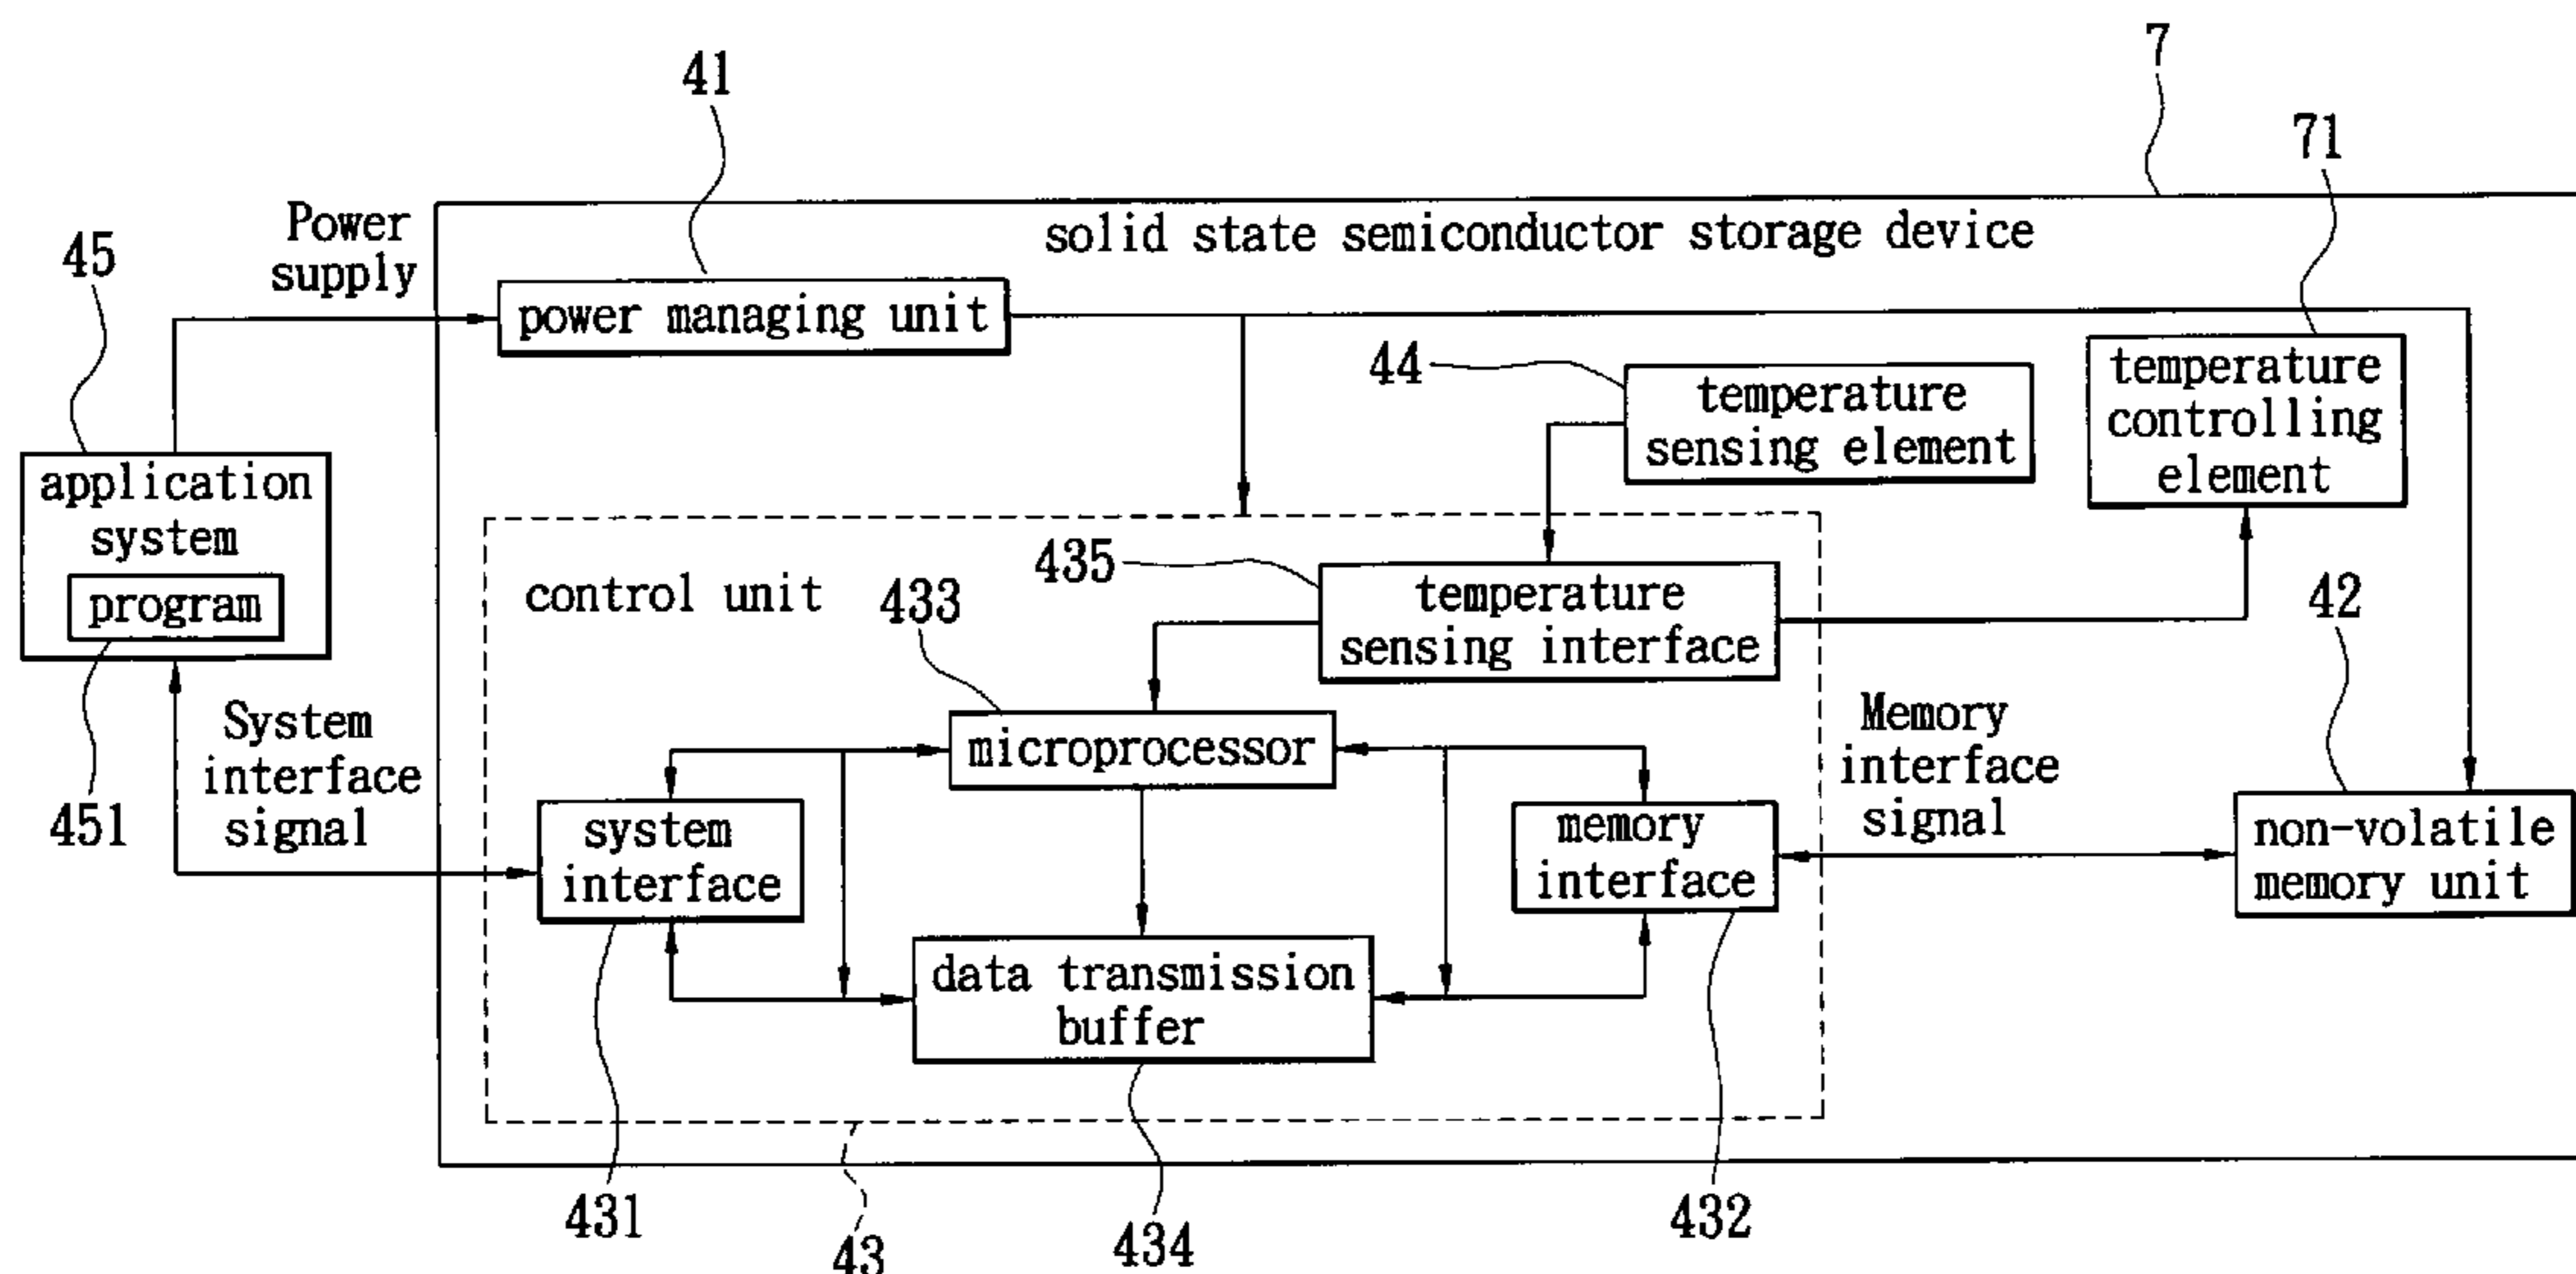 7
41
71
Power
supply
solid state semiconductor storage device
45
power managing unit
44
temperature
sensing element
temperature
controlling
element
application
system
program
control unit
433
435
temperature
sensing interface
42
451
System
interface
signal
microprocessor
Memory
interface
signal
system
interface
memory
interface
non-volatile
memory unit
data transmission
buffer
431
43
434
432